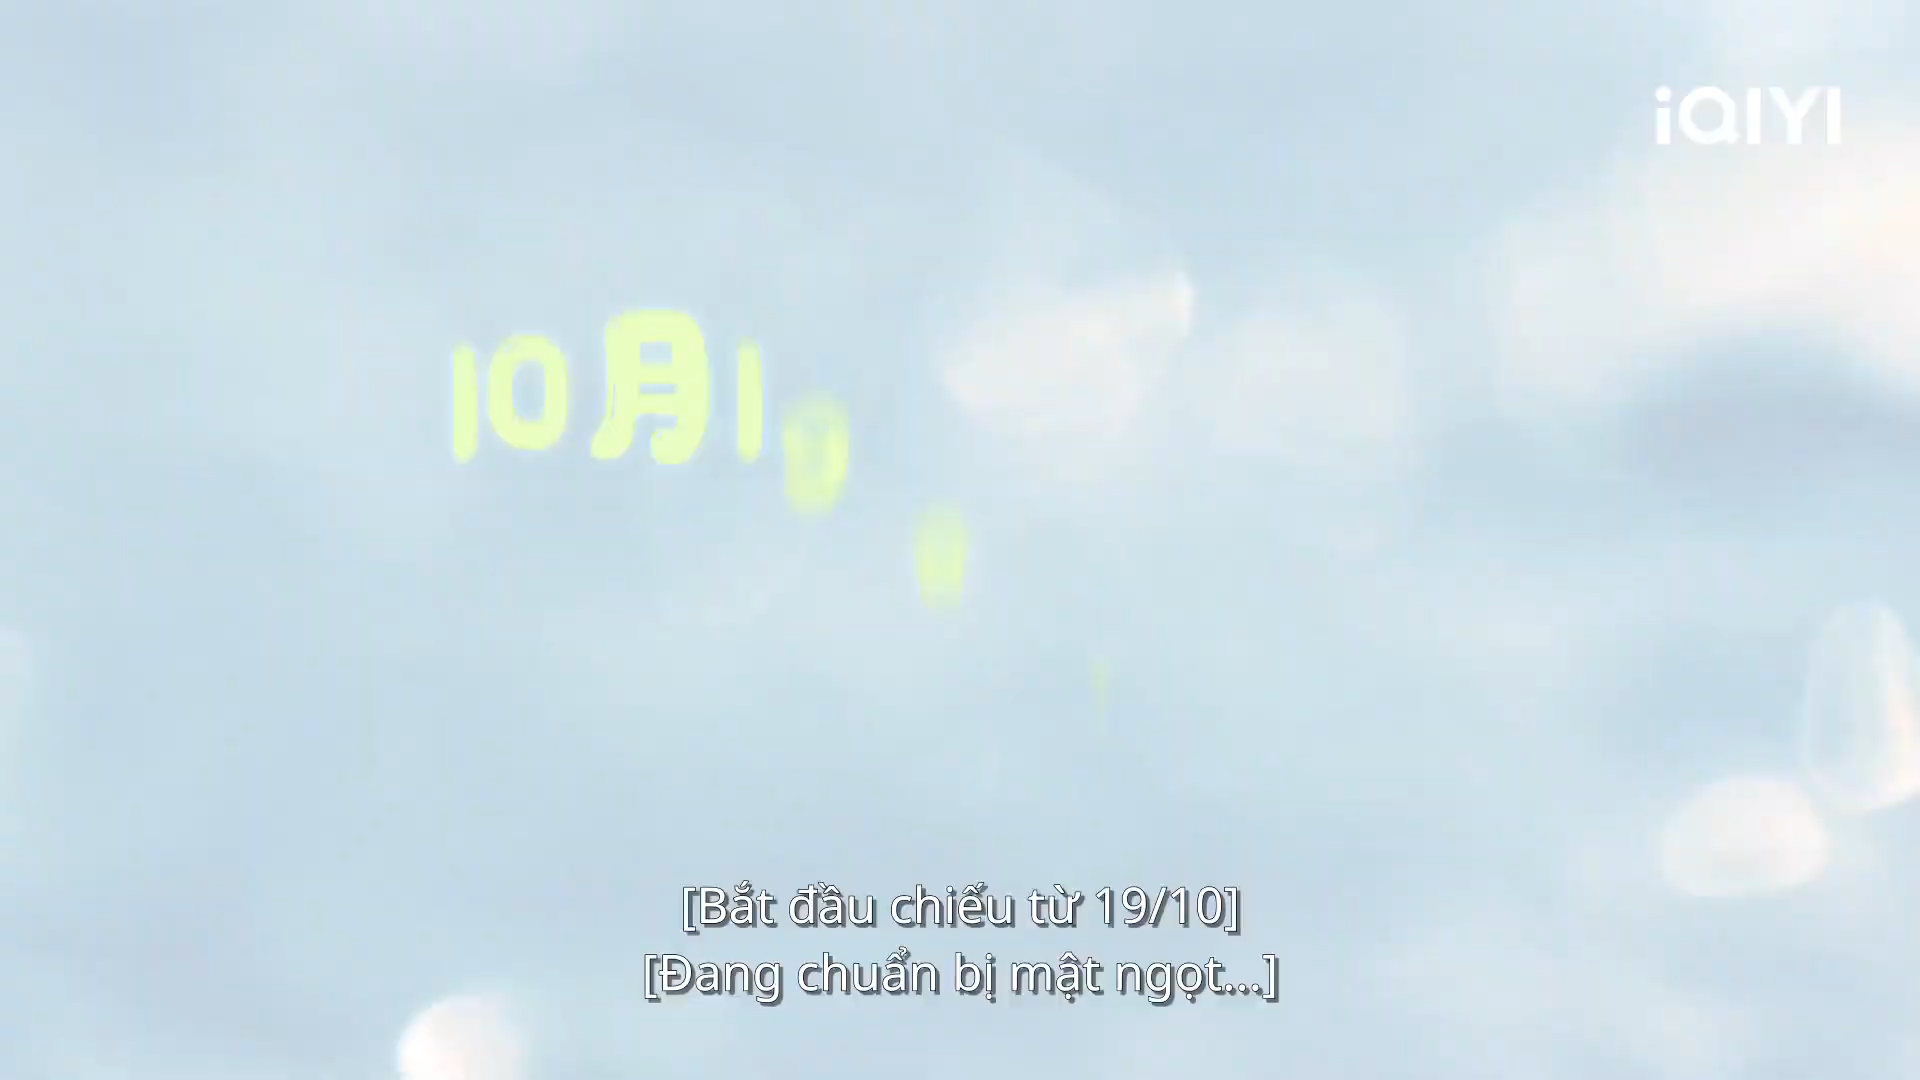 iQIYI
10月1
[Bắt đầu chiếu từ 19/10]
[Đang chuẩn bị mật ngọt...]